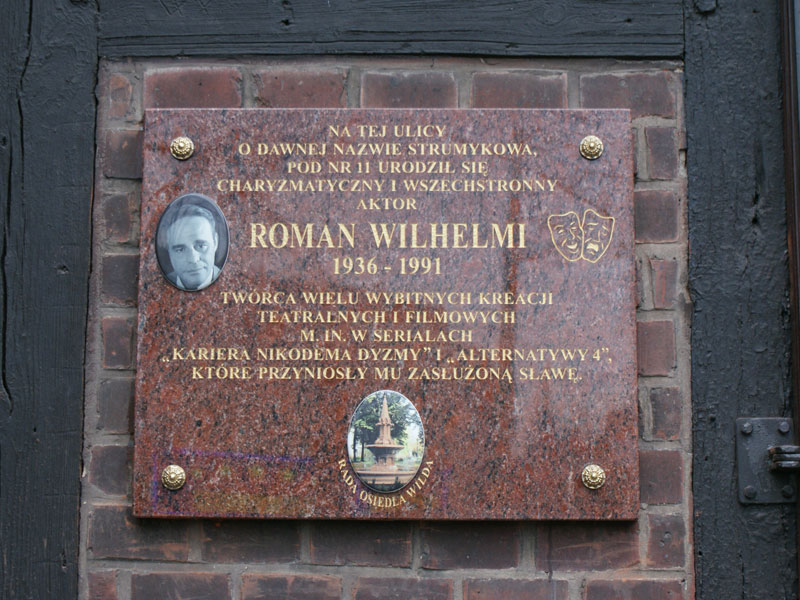 NA TEJ ULICY
O DAWNEJ NAZWIE STRUMYKOWA,
POD NR 11 URODZIŁ SIĘ
CHARYZMATYCZNY I WSZECHSTRONNY
AKTOR
ROMAN WILHELMI
1936 - 1991
TWÓRCA WIELU WYBITNYCH KREACJI
TEATRALNYCH I FILMOWYCH
M. IN. W SERIALACH
„KARIERA NIKODEMA DYZMY” I „ALTERNATYWY 4”,
KTÓRE PRZYNIOSŁY MU ZASŁUŻONĄ SŁAWĘ.
RADA OSIEDLA WILDA